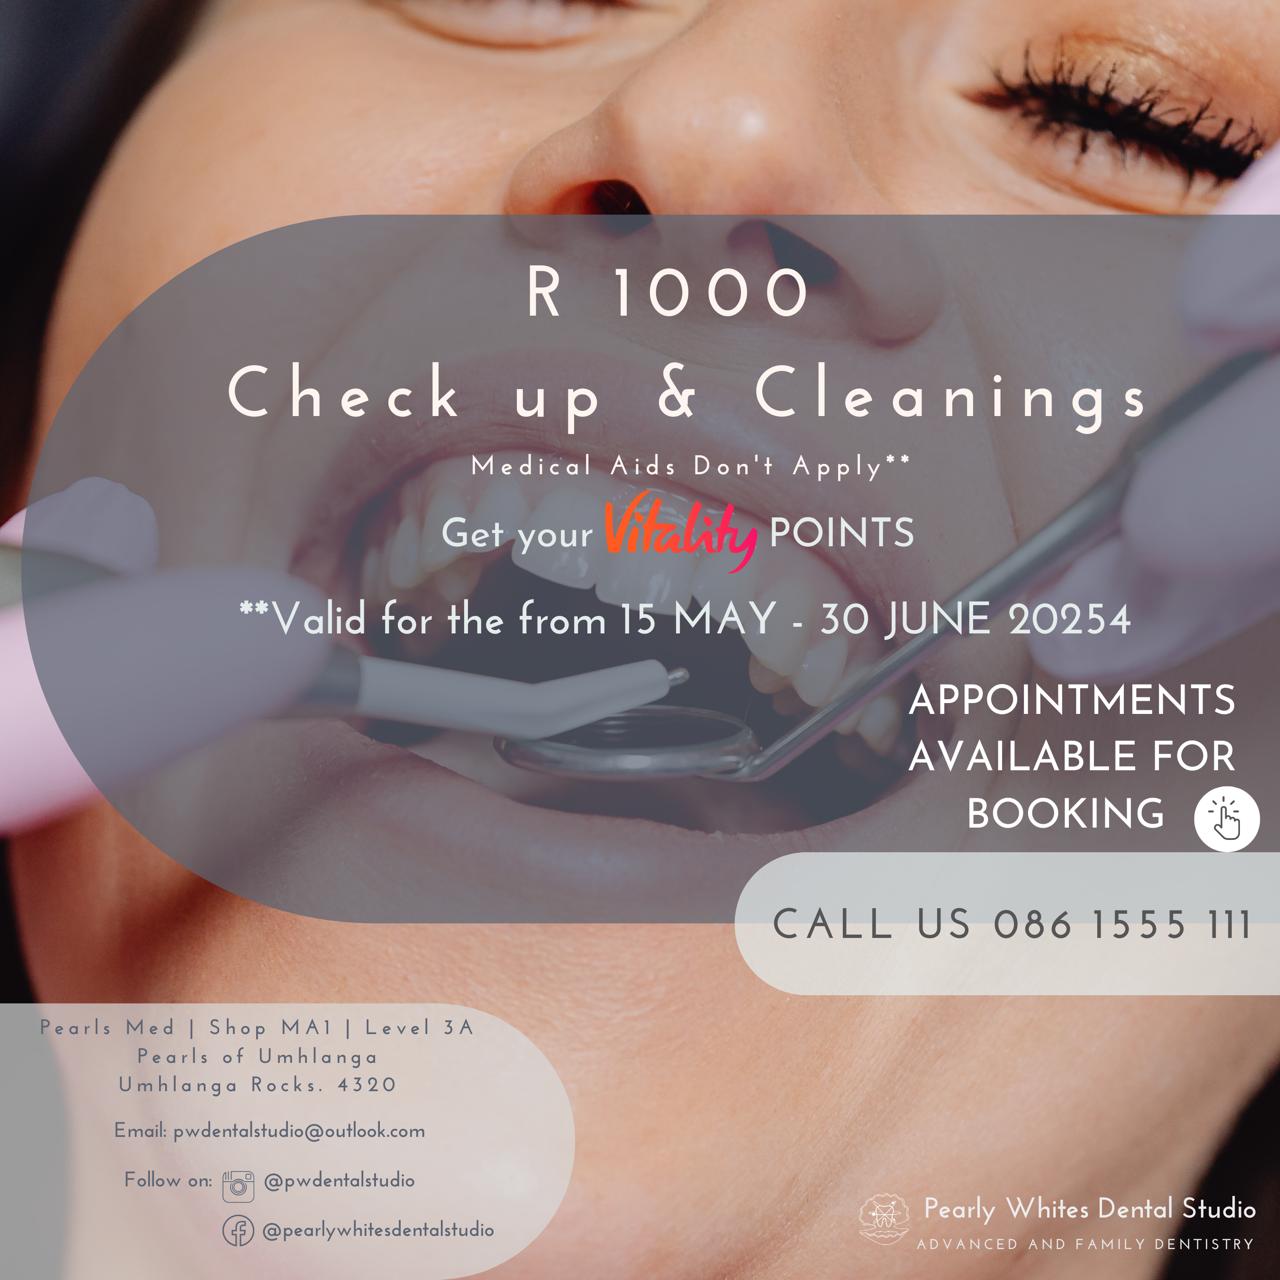 R 1000
Check up & Cleanings
Medical Aids Don't Apply**
Get your Vitality POINTS
**Valid for the from 15 MAY - 30 JUNE 20254
APPOINTMENTS
AVAILABLE FOR
BOOKING
CALL US 086 1555 111
Pearls Med | Shop MA1 | Level 3A
Pearls of Umhlanga
Umhlanga Rocks. 4320
Email: pwdentalstudio@outlook.com
Follow on: @pwdentalstudio
@pearlywhitesdentalstudio
Pearly Whites Dental Studio
ADVANCED AND FAMILY DENTISTRY